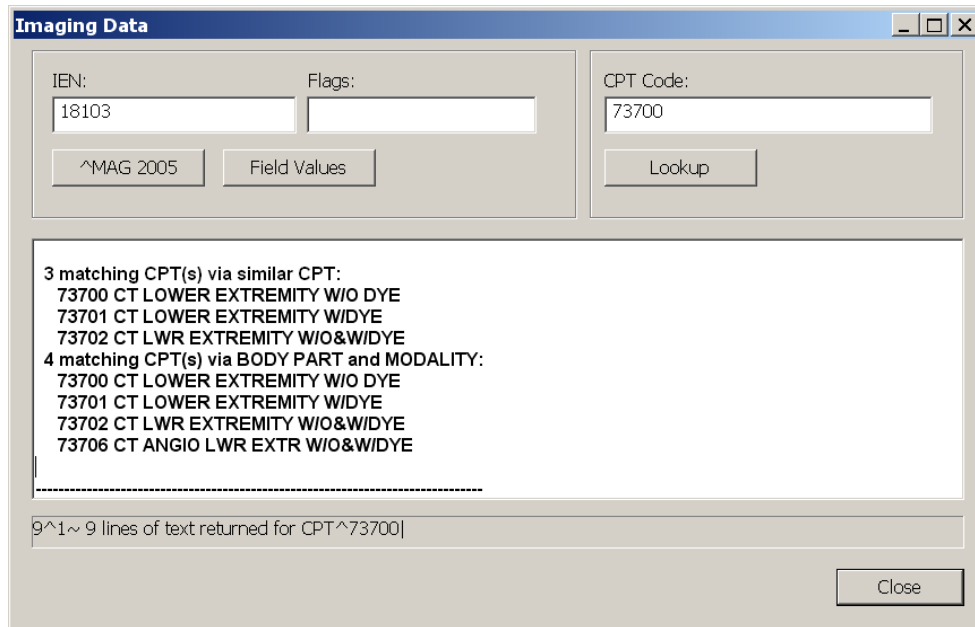 Imaging Data
IEN: Flags: CPT Code:
18103 73700
^MAG 2005 Field Values Lookup
3 matching CPT(s) via similar CPT:
73700 CT LOWER EXTREMITY W/O DYE
73701 CT LOWER EXTREMITY W/DYE
73702 CT LWR EXTREMITY W/O&W/DYE
4 matching CPT(s) via BODY PART and MODALITY:
73700 CT LOWER EXTREMITY W/O DYE
73701 CT LOWER EXTREMITY W/DYE
73702 CT LWR EXTREMITY W/O&W/DYE
73706 CT ANGIO LWR EXTR W/O&W/DYE
--------------------------------------------------------------------------------
9^1~ 9 lines of text returned for CPT^73700|
Close